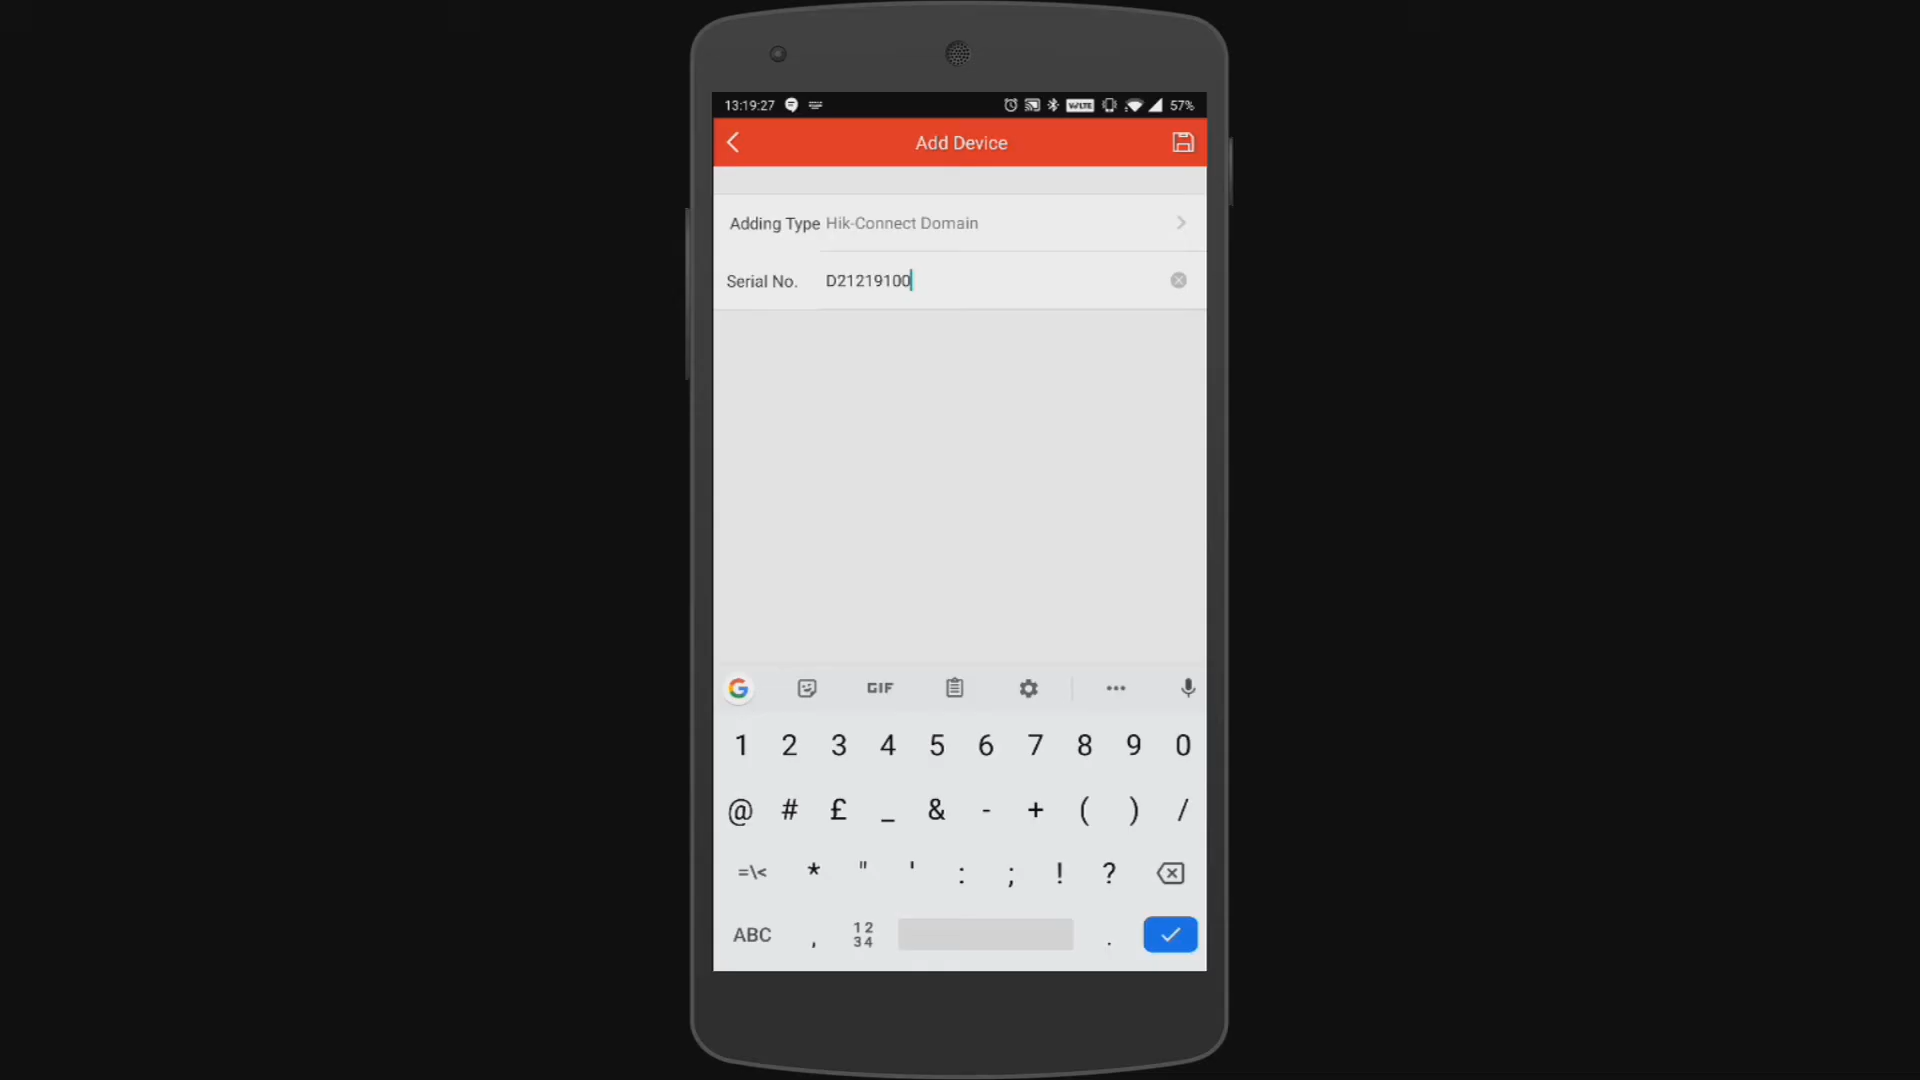 13:19:27 VoLTE 57%
Add Device
Adding Type Hik-Connect Domain
Serial No. D21219100
G GIF
1 2 3 4 5 6 7 8 9 0
@ # £ _ & - + ( ) /
=\< * " ' : ; ! ?
ABC , 12 34 .